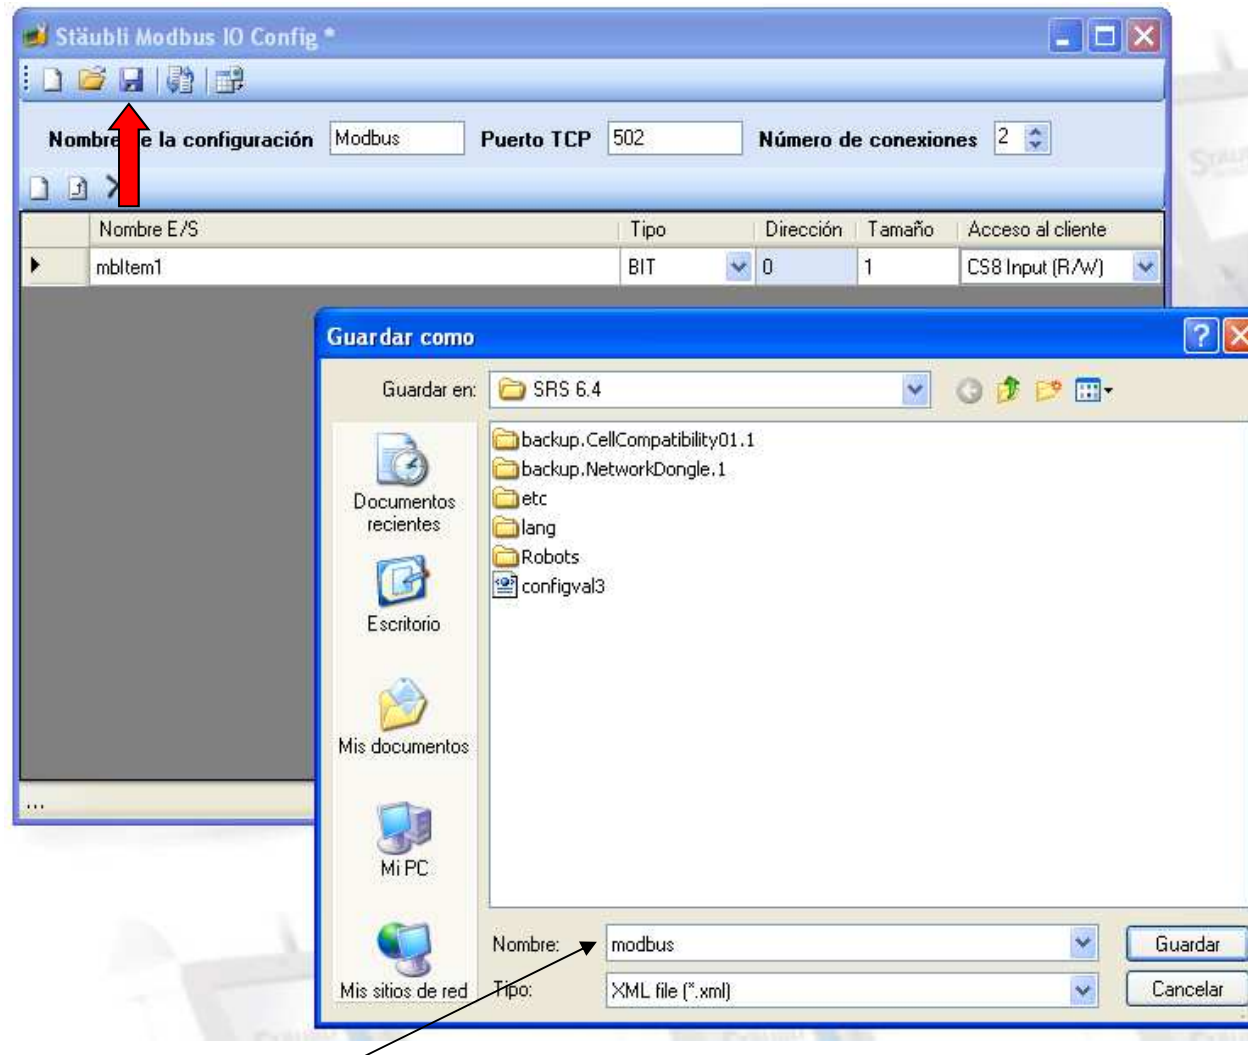 Stäubli Modbus IO Config *
Nombre de la configuración Modbus Puerto TCP 502 Número de conexiones 2
Nombre E/S Tipo Dirección Tamaño Acceso al cliente
mbItem1 BIT 0 1 CS8 Input (R/W)
Guardar como
Guardar en: SRS 6.4
backup.CellCompatibility01.1
backup.NetworkDongle.1
etc
lang
Robots
configval3
Documentos
recientes
Escritorio
Mis documentos
Mi PC
Mis sitios de red
Nombre: modbus Guardar
Tipo: XML file (*.xml) Cancelar
...